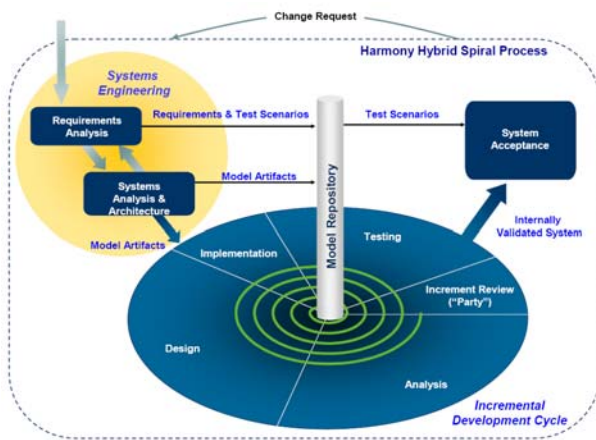 Change Request
Harmony Hybrid Spiral Process
Systems
Engineering
Requirements
Analysis
Requirements & Test Scenarios
Test Scenarios
System
Acceptance
Systems
Analysis &
Architecture
Model Artifacts
Model Repository
Model Artifacts
Internally
Validated System
Implementation
Testing
Increment Review
(“Party”)
Design
Analysis
Incremental
Development Cycle